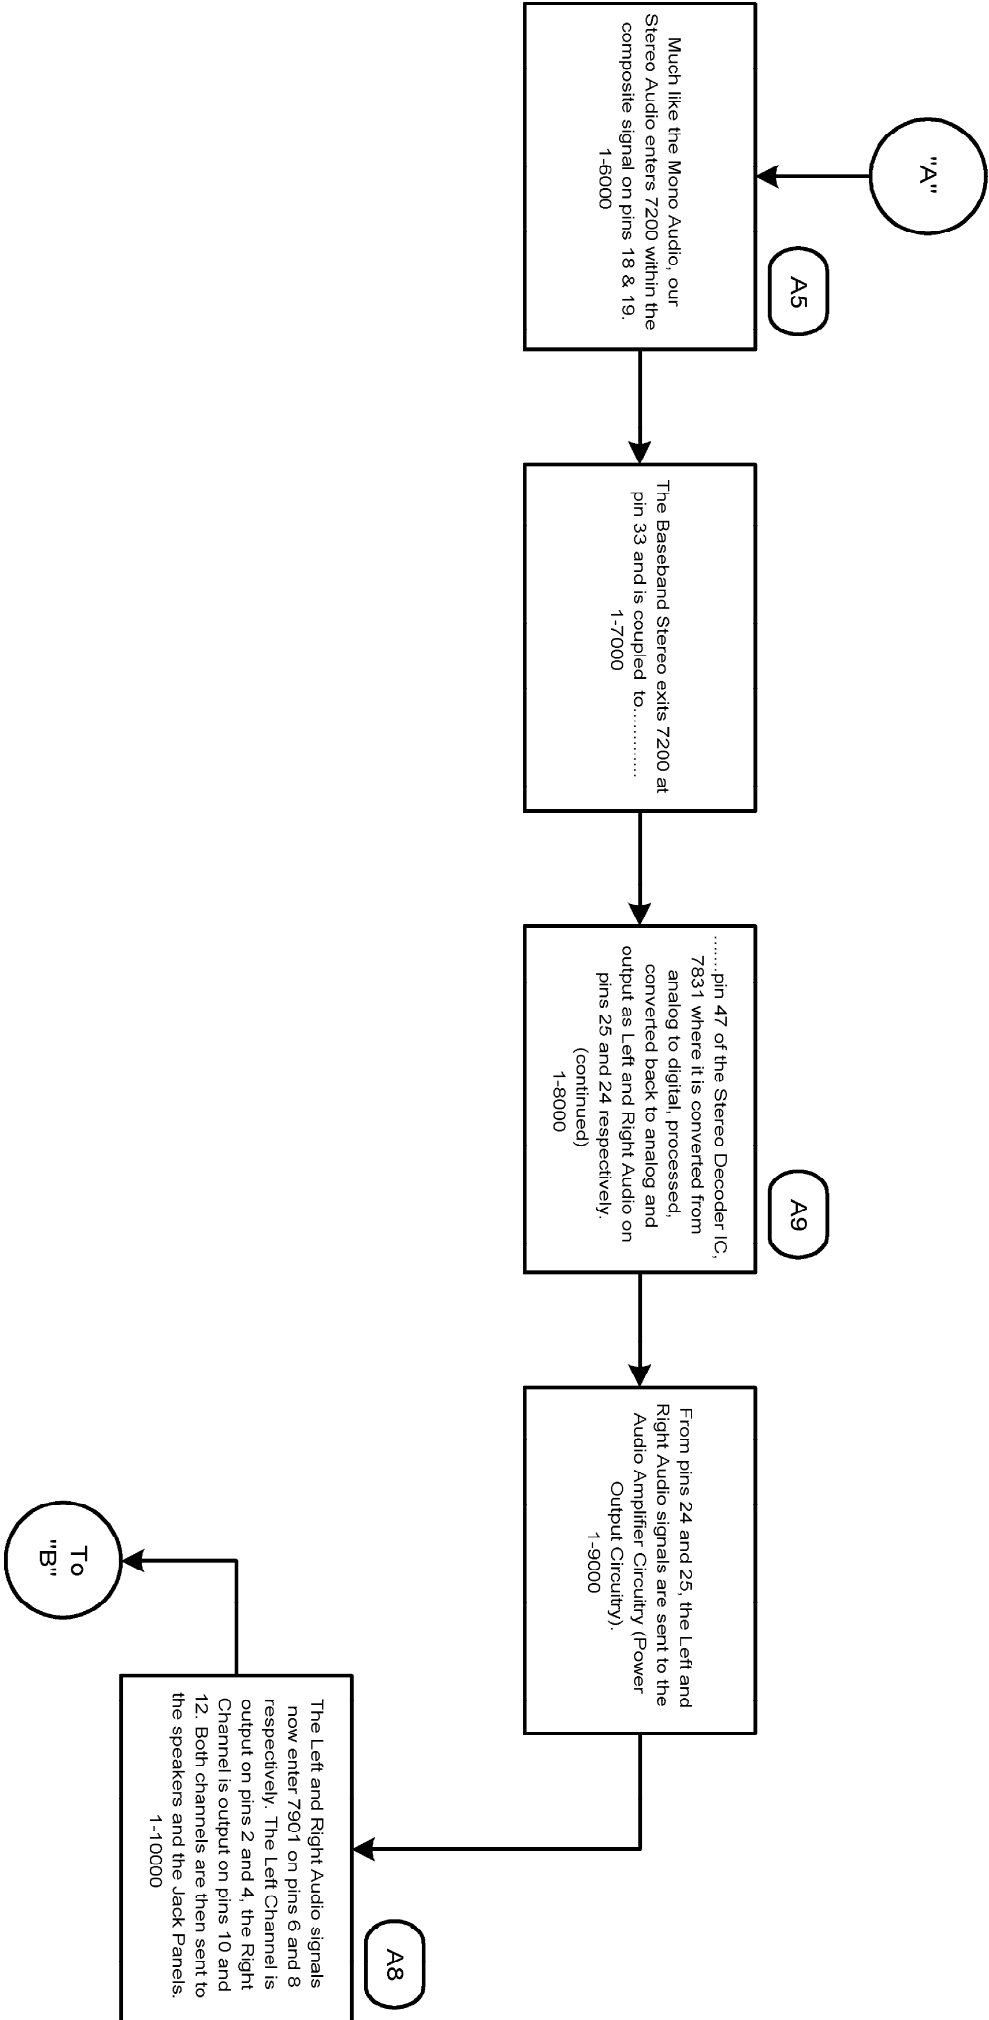 "A"
A5
Much like the Mono Audio, our
Stereo Audio enters 7200 within the
composite signal on pins 18 & 19.
1-6000
The Baseband Stereo exits 7200 at
pin 33 and is coupled to.............
1-7000
A9
.......pin 47 of the Stereo Decoder IC,
7831 where it is converted from
analog to digital, processed,
converted back to analog and
output as Left and Right Audio on
pins 25 and 24 respectively.
(continued)
1-8000
From pins 24 and 25, the Left and
Right Audio signals are sent to the
Audio Amplifier Circuitry (Power
Output Circuitry).
1-9000
A8
The Left and Right Audio signals
now enter 7901 on pins 6 and 8
respectively. The Left Channel is
output on pins 2 and 4, the Right
Channel is output on pins 10 and
12. Both channels are then sent to
the speakers and the Jack Panels.
1-10000
To
"B"